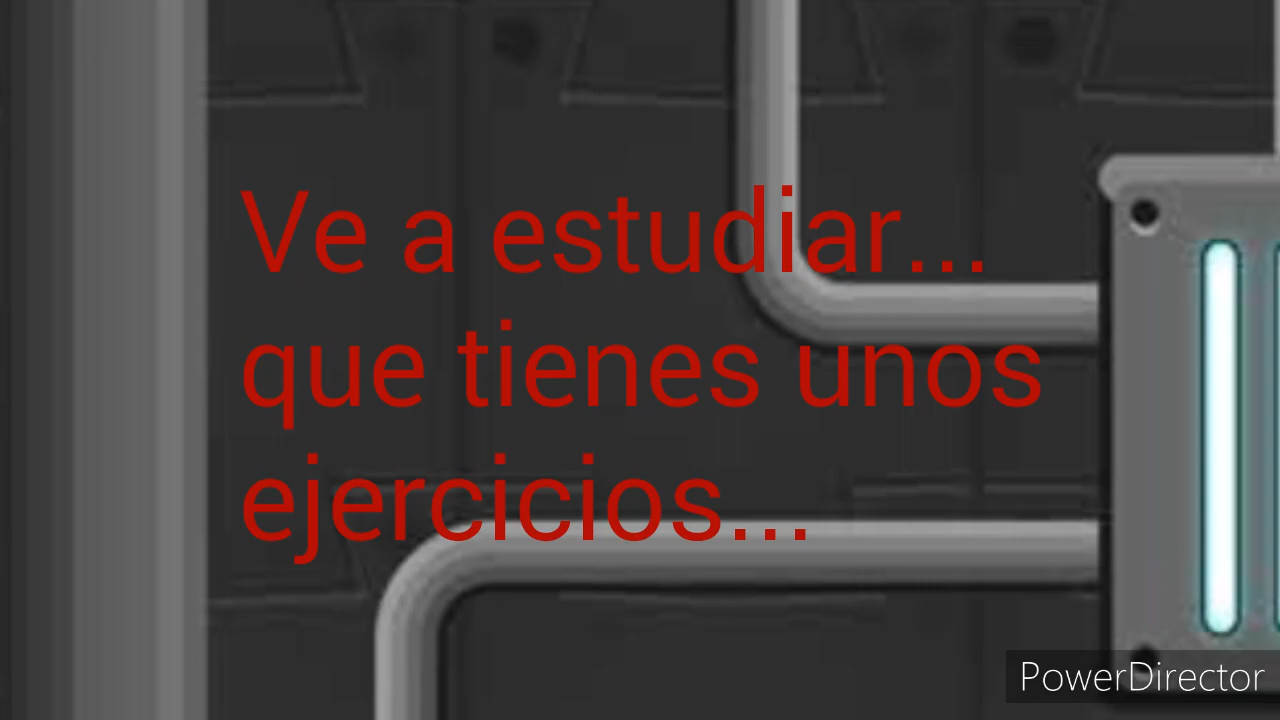 Ve a estudiar...
que tienes unos
ejercicios...
PowerDirector